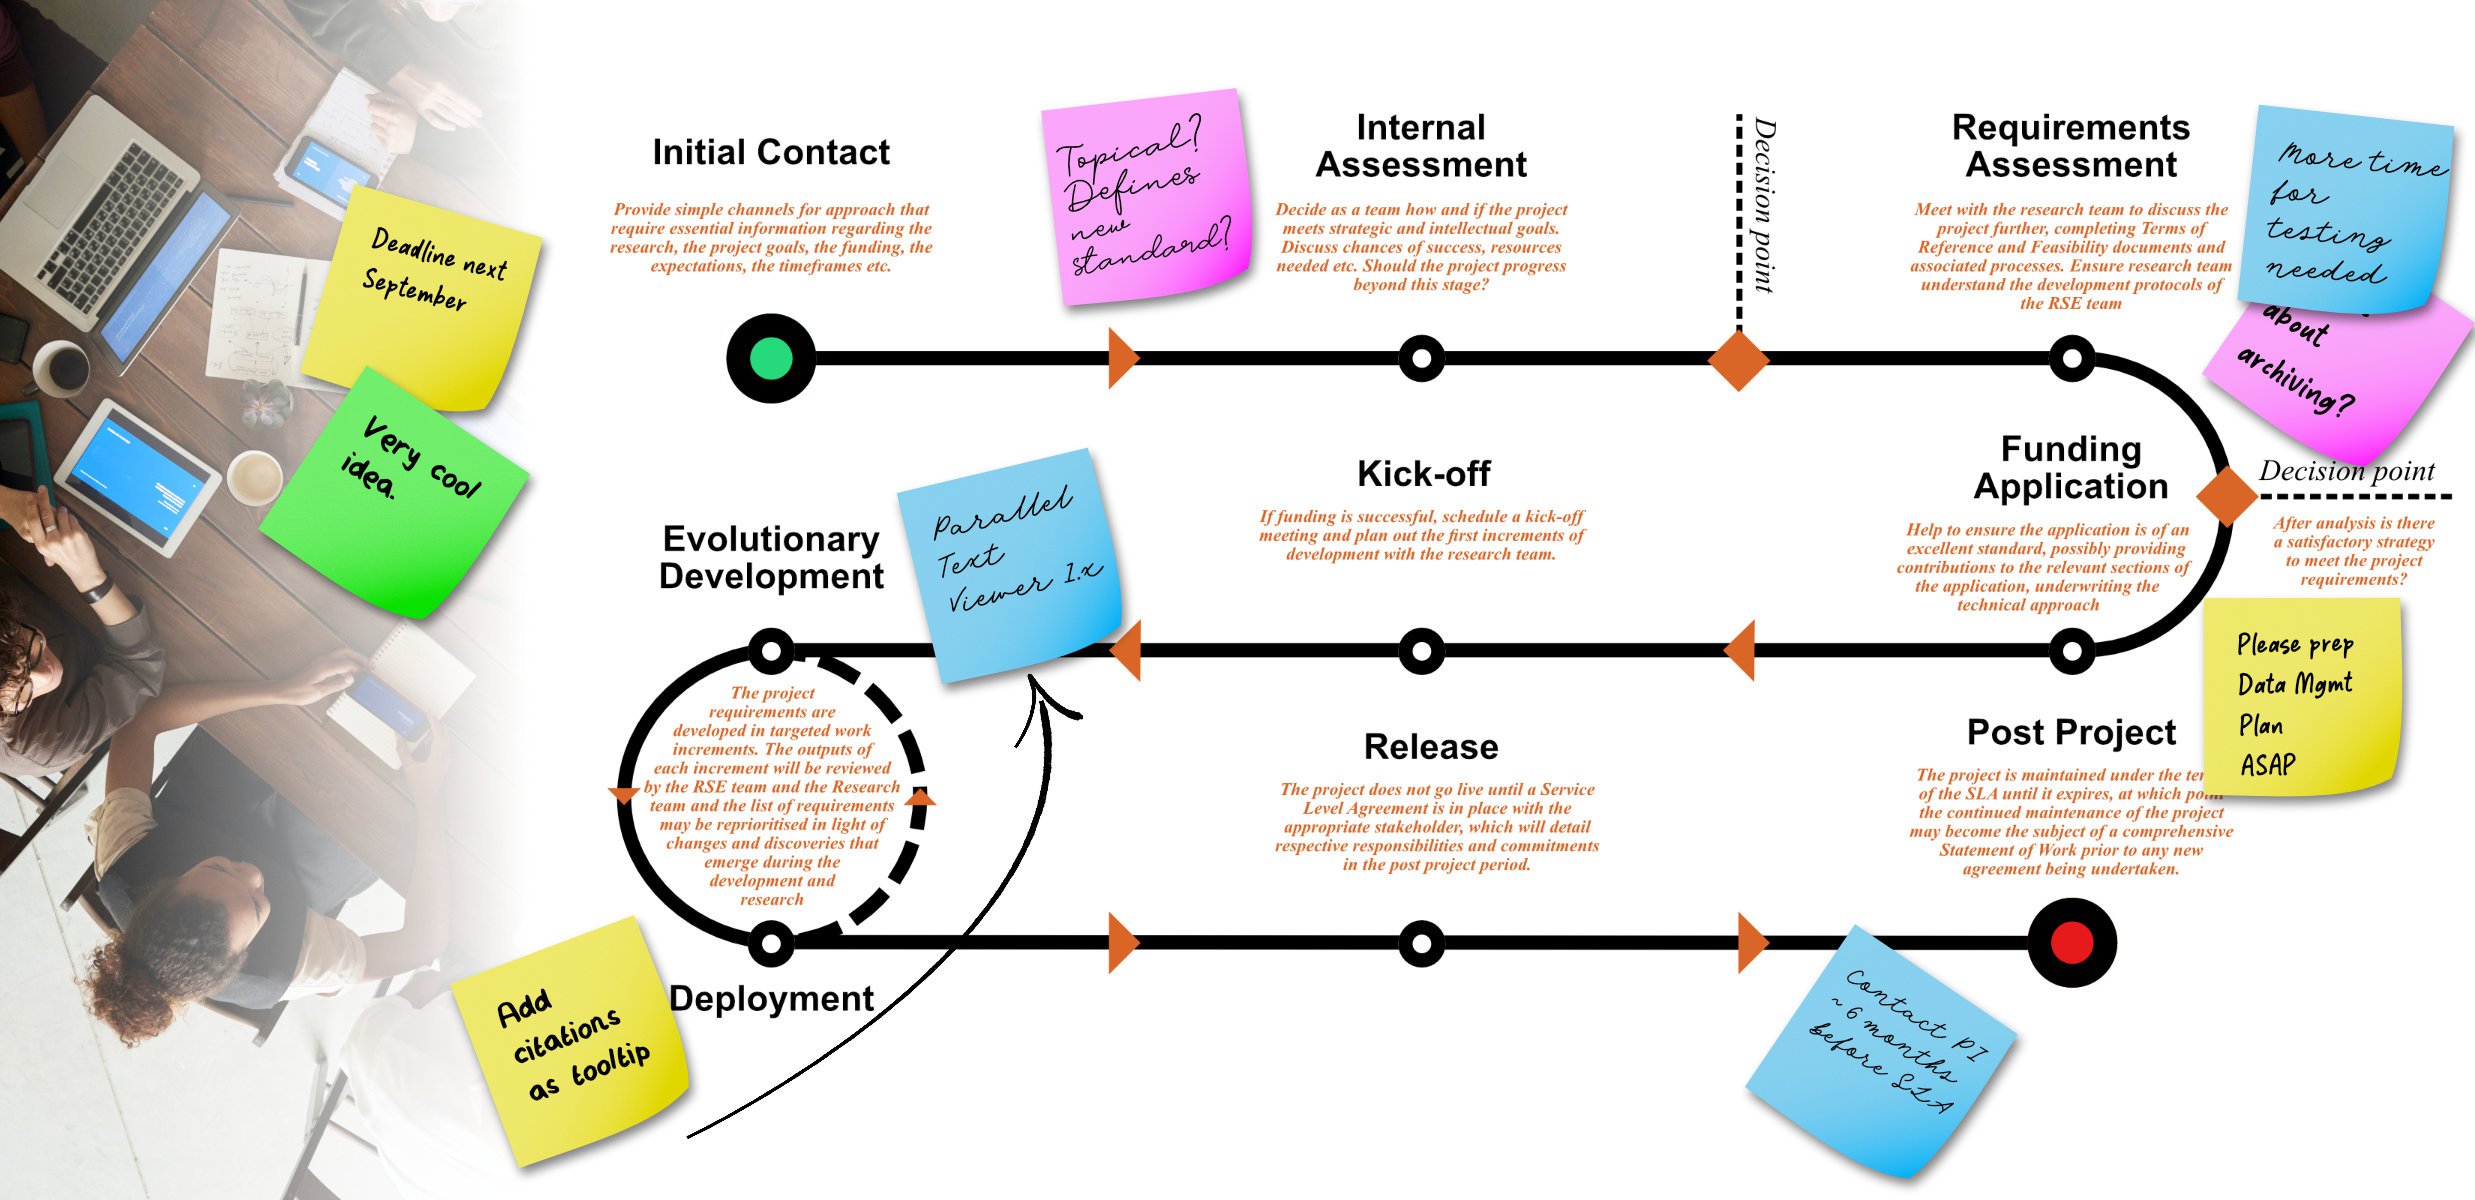 Deadline next
September
Very cool
idea.
Initial Contact
Provide simple channels for approach that
require essential information regarding the
research, the project goals, the funding, the
expectations, the timeframes etc.
Topical?
Defines
new
standard?
Internal
Assessment
Decide as a team how and if the project
meets strategic and intellectual goals.
Discuss chances of success, resources
needed etc. Should the project progress
beyond this stage?
Decision point
Requirements
Assessment
Meet with the research team to discuss the
project further, completing Terms of
Reference and Feasibility documents and
associated processes. Ensure research team
understand the development protocols of
the RSE team
More time
for
testing
needed
about
archiving?
Decision point
After analysis is there
a satisfactory strategy
to meet the project
requirements?
Funding
Application
Help to ensure the application is of an
excellent standard, possibly providing
contributions to the relevant sections of
the application, underwriting the
technical approach
Please prep
Data Mgmt
Plan
ASAP
Kick-off
If funding is successful, schedule a kick-off
meeting and plan out the first increments of
development with the research team.
Parallel
Text
Viewer 1.x
Evolutionary
Development
The project
requirements are
developed in targeted work
increments. The outputs of
each increment will be reviewed
by the RSE team and the Research
team and the list of requirements
may be reprioritised in light of
changes and discoveries that
emerge during the
development and
research
Deployment
Add
citations
as tooltip
Release
The project does not go live until a Service
Level Agreement is in place with the
appropriate stakeholder, which will detail
respective responsibilities and commitments
in the post project period.
Post Project
The project is maintained under the
of the SLA until it expires, at which point
the continued maintenance of the project
may become the subject of a comprehensive
Statement of Work prior to any new
agreement being undertaken.
Contact PI
~ 6 months
before SLA